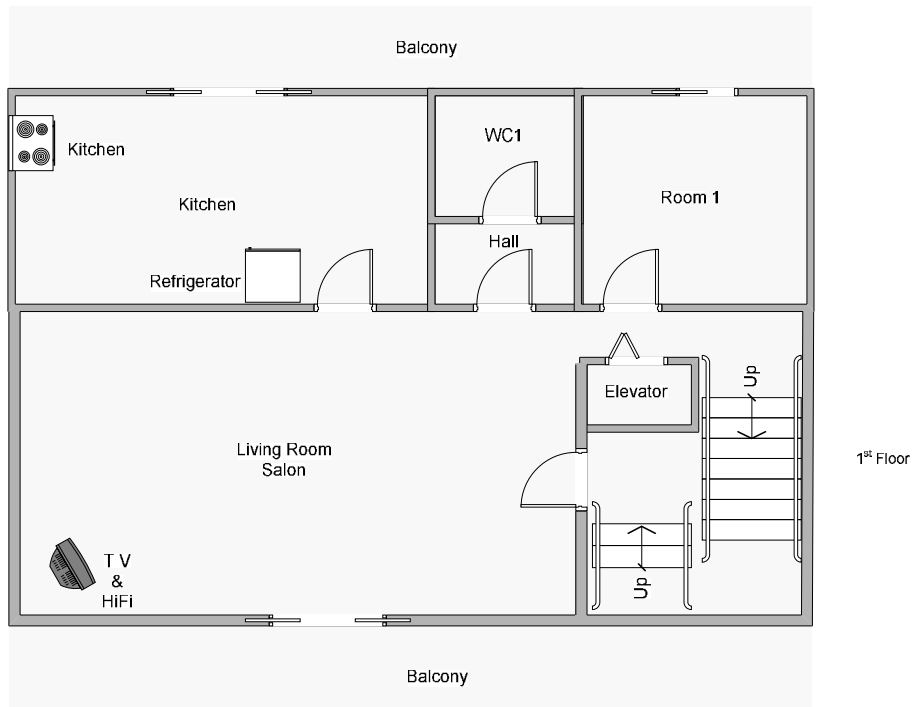 Balcony
Kitchen
WC1
Room 1
Kitchen
Hall
Refrigerator
Up
Elevator
Living Room
Salon
1st Floor
T V
&
HiFi
Up
Balcony